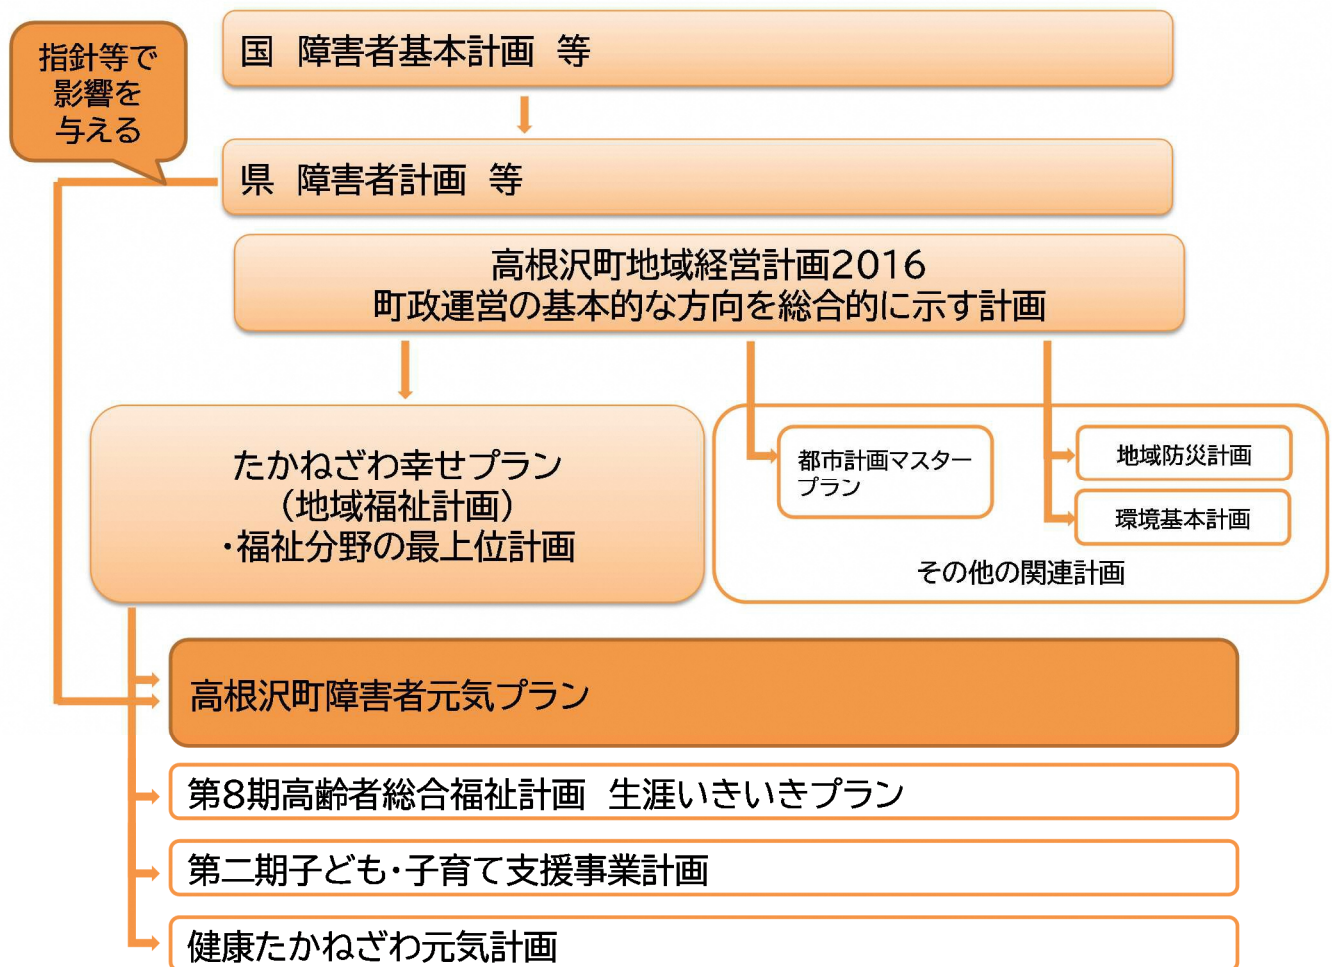 指針等で
影響を
与える
国 障害者基本計画 等
県 障害者計画 等
高根沢町地域経営計画2016
町政運営の基本的な方向を総合的に示す計画
たかねざわ幸せプラン
(地域福祉計画)
・福祉分野の最上位計画
都市計画マスター
プラン
地域防災計画
環境基本計画
その他の関連計画
高根沢町障害者元気プラン
第8期高齢者総合福祉計画 生涯いきいきプラン
第二期子ども・子育て支援事業計画
健康たかねざわ元気計画